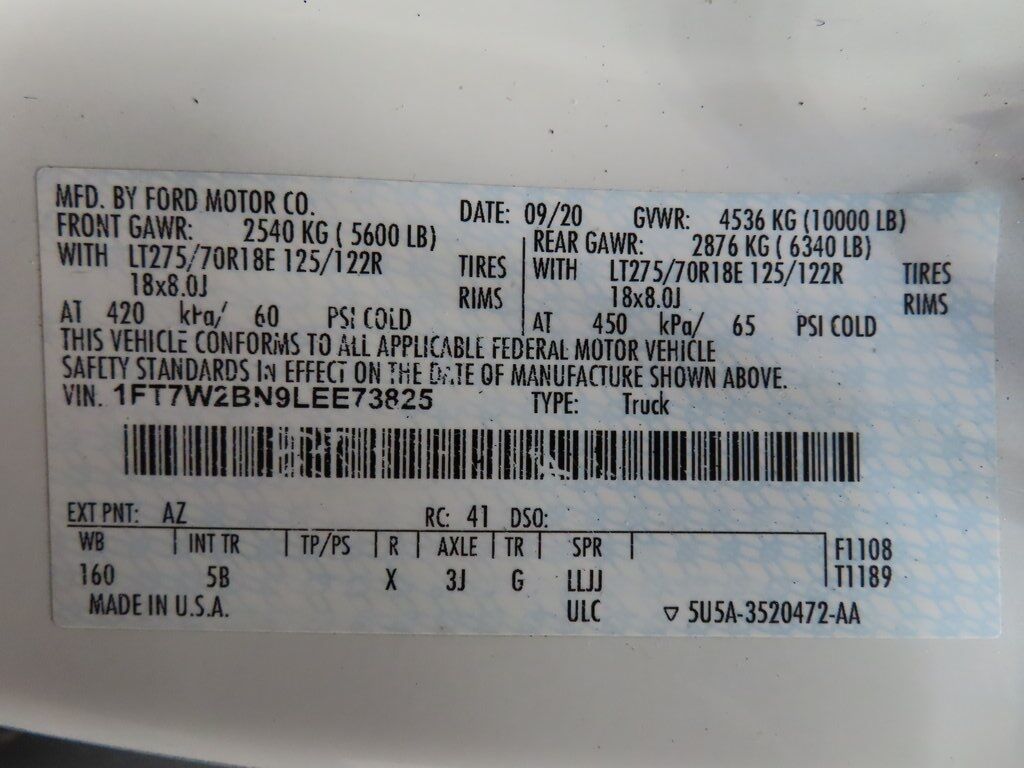 MFD. BY FORD MOTOR CO. DATE: 09/20 GVWR: 4536 KG (10000 LB)
FRONT GAWR: 2540 KG ( 5600 LB) REAR GAWR: 2876 KG ( 6340 LB)
WITH LT275/70R18E 125/122R TIRES WITH LT275/70R18E 125/122R TIRES
18x8.0J RIMS 18x8.0J RIMS
AT 420 kPa/ 60 PSI COLD AT 450 kPa/ 65 PSI COLD
THIS VEHICLE CONFORMS TO ALL APPLICABLE FEDERAL MOTOR VEHICLE
SAFETY STANDARDS IN EFFECT ON THE DATE OF MANUFACTURE SHOWN ABOVE.
VIN. 1FT7W2BN9LEE73825 TYPE: Truck
EXT PNT: AZ RC: 41 DSO:
WB INT TR TP/PS R AXLE TR SPR F1108
160 5B X 3J G LLJJ T1189
MADE IN U.S.A. ULC ▽ 5U5A-3520472-AA